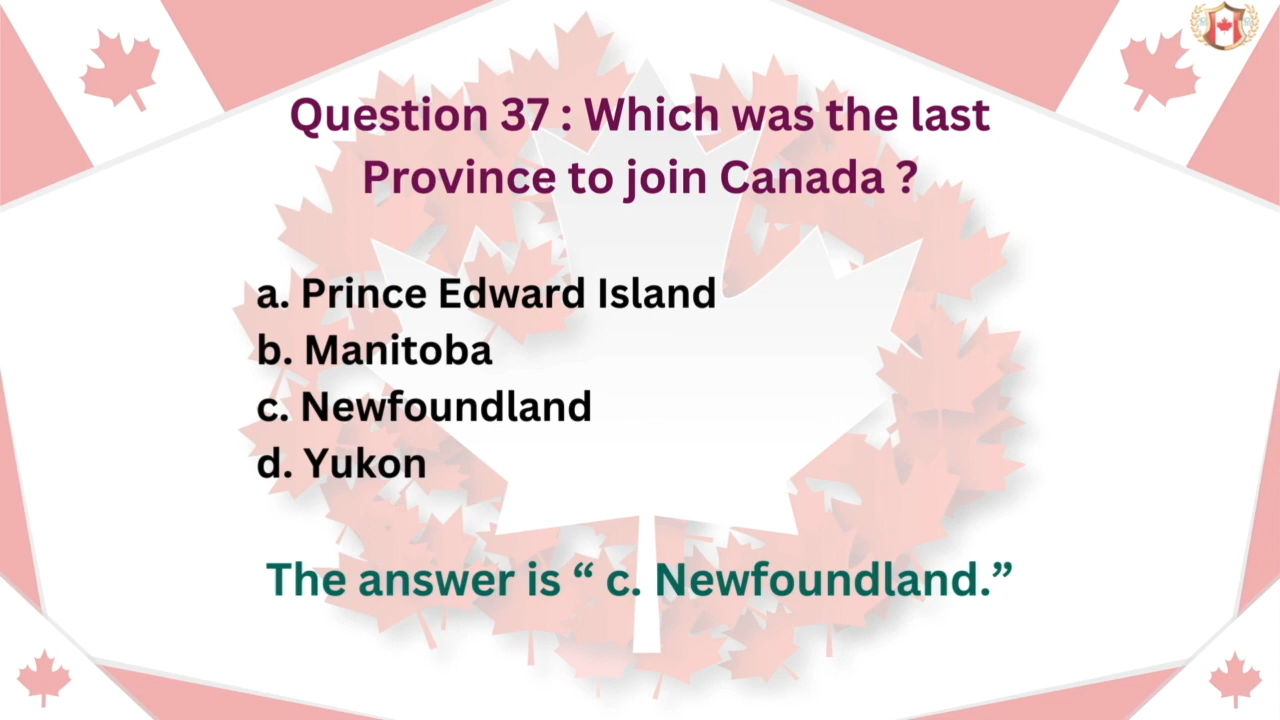 Question 37 : Which was the last
Province to join Canada ?
a. Prince Edward Island
b. Manitoba
c. Newfoundland
d. Yukon
The answer is “ c. Newfoundland.”